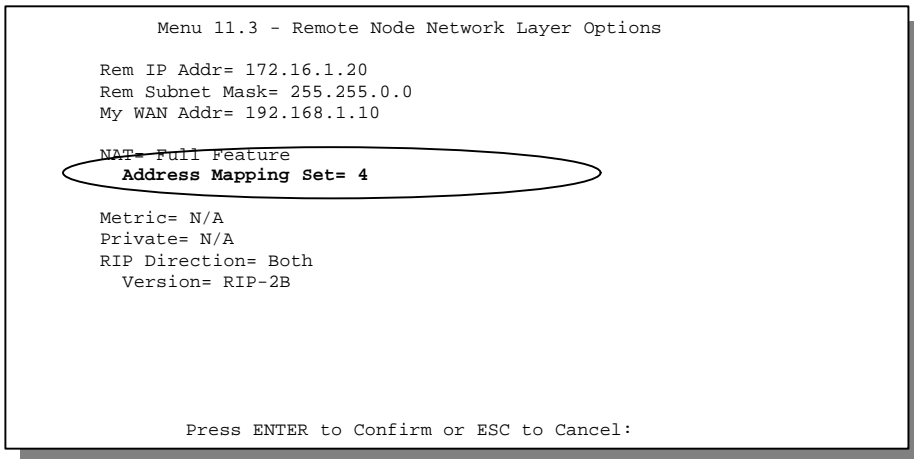 Menu 11.3 - Remote Node Network Layer Options
Rem IP Addr= 172.16.1.20
Rem Subnet Mask= 255.255.0.0
My WAN Addr= 192.168.1.10
NAT= Full Feature
Address Mapping Set= 4
Metric= N/A
Private= N/A
RIP Direction= Both
Version= RIP-2B
Press ENTER to Confirm or ESC to Cancel: